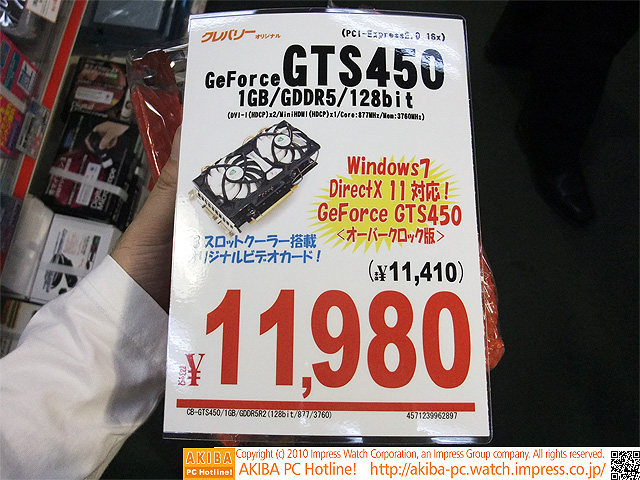 クレバリー オリジナル
(PCI-Express2.0 16x)
GeForce GTS450
1GB/GDDR5/128bit
(DVI-I(HDCP)x2/MiniHDMI(HDCP)x1/Core:877MHz/Mem:3760MHz)
Windows7
DirectX 11 対応!
GeForce GTS450
<オーバークロック版>
スロットクーラー搭載
オリジナルビデオカード!
(¥11,410)
¥11,980
CB-GTS450/1GB/GDDR5R2(128bit/877/3760)
4571239962897
AKIBA
PC Hotline!
Copyright (c) 2010 Impress Watch Corporation, an Impress Group company. All rights reserved.
AKIBA PC Hotline! http://akiba-pc.watch.impress.co.jp/